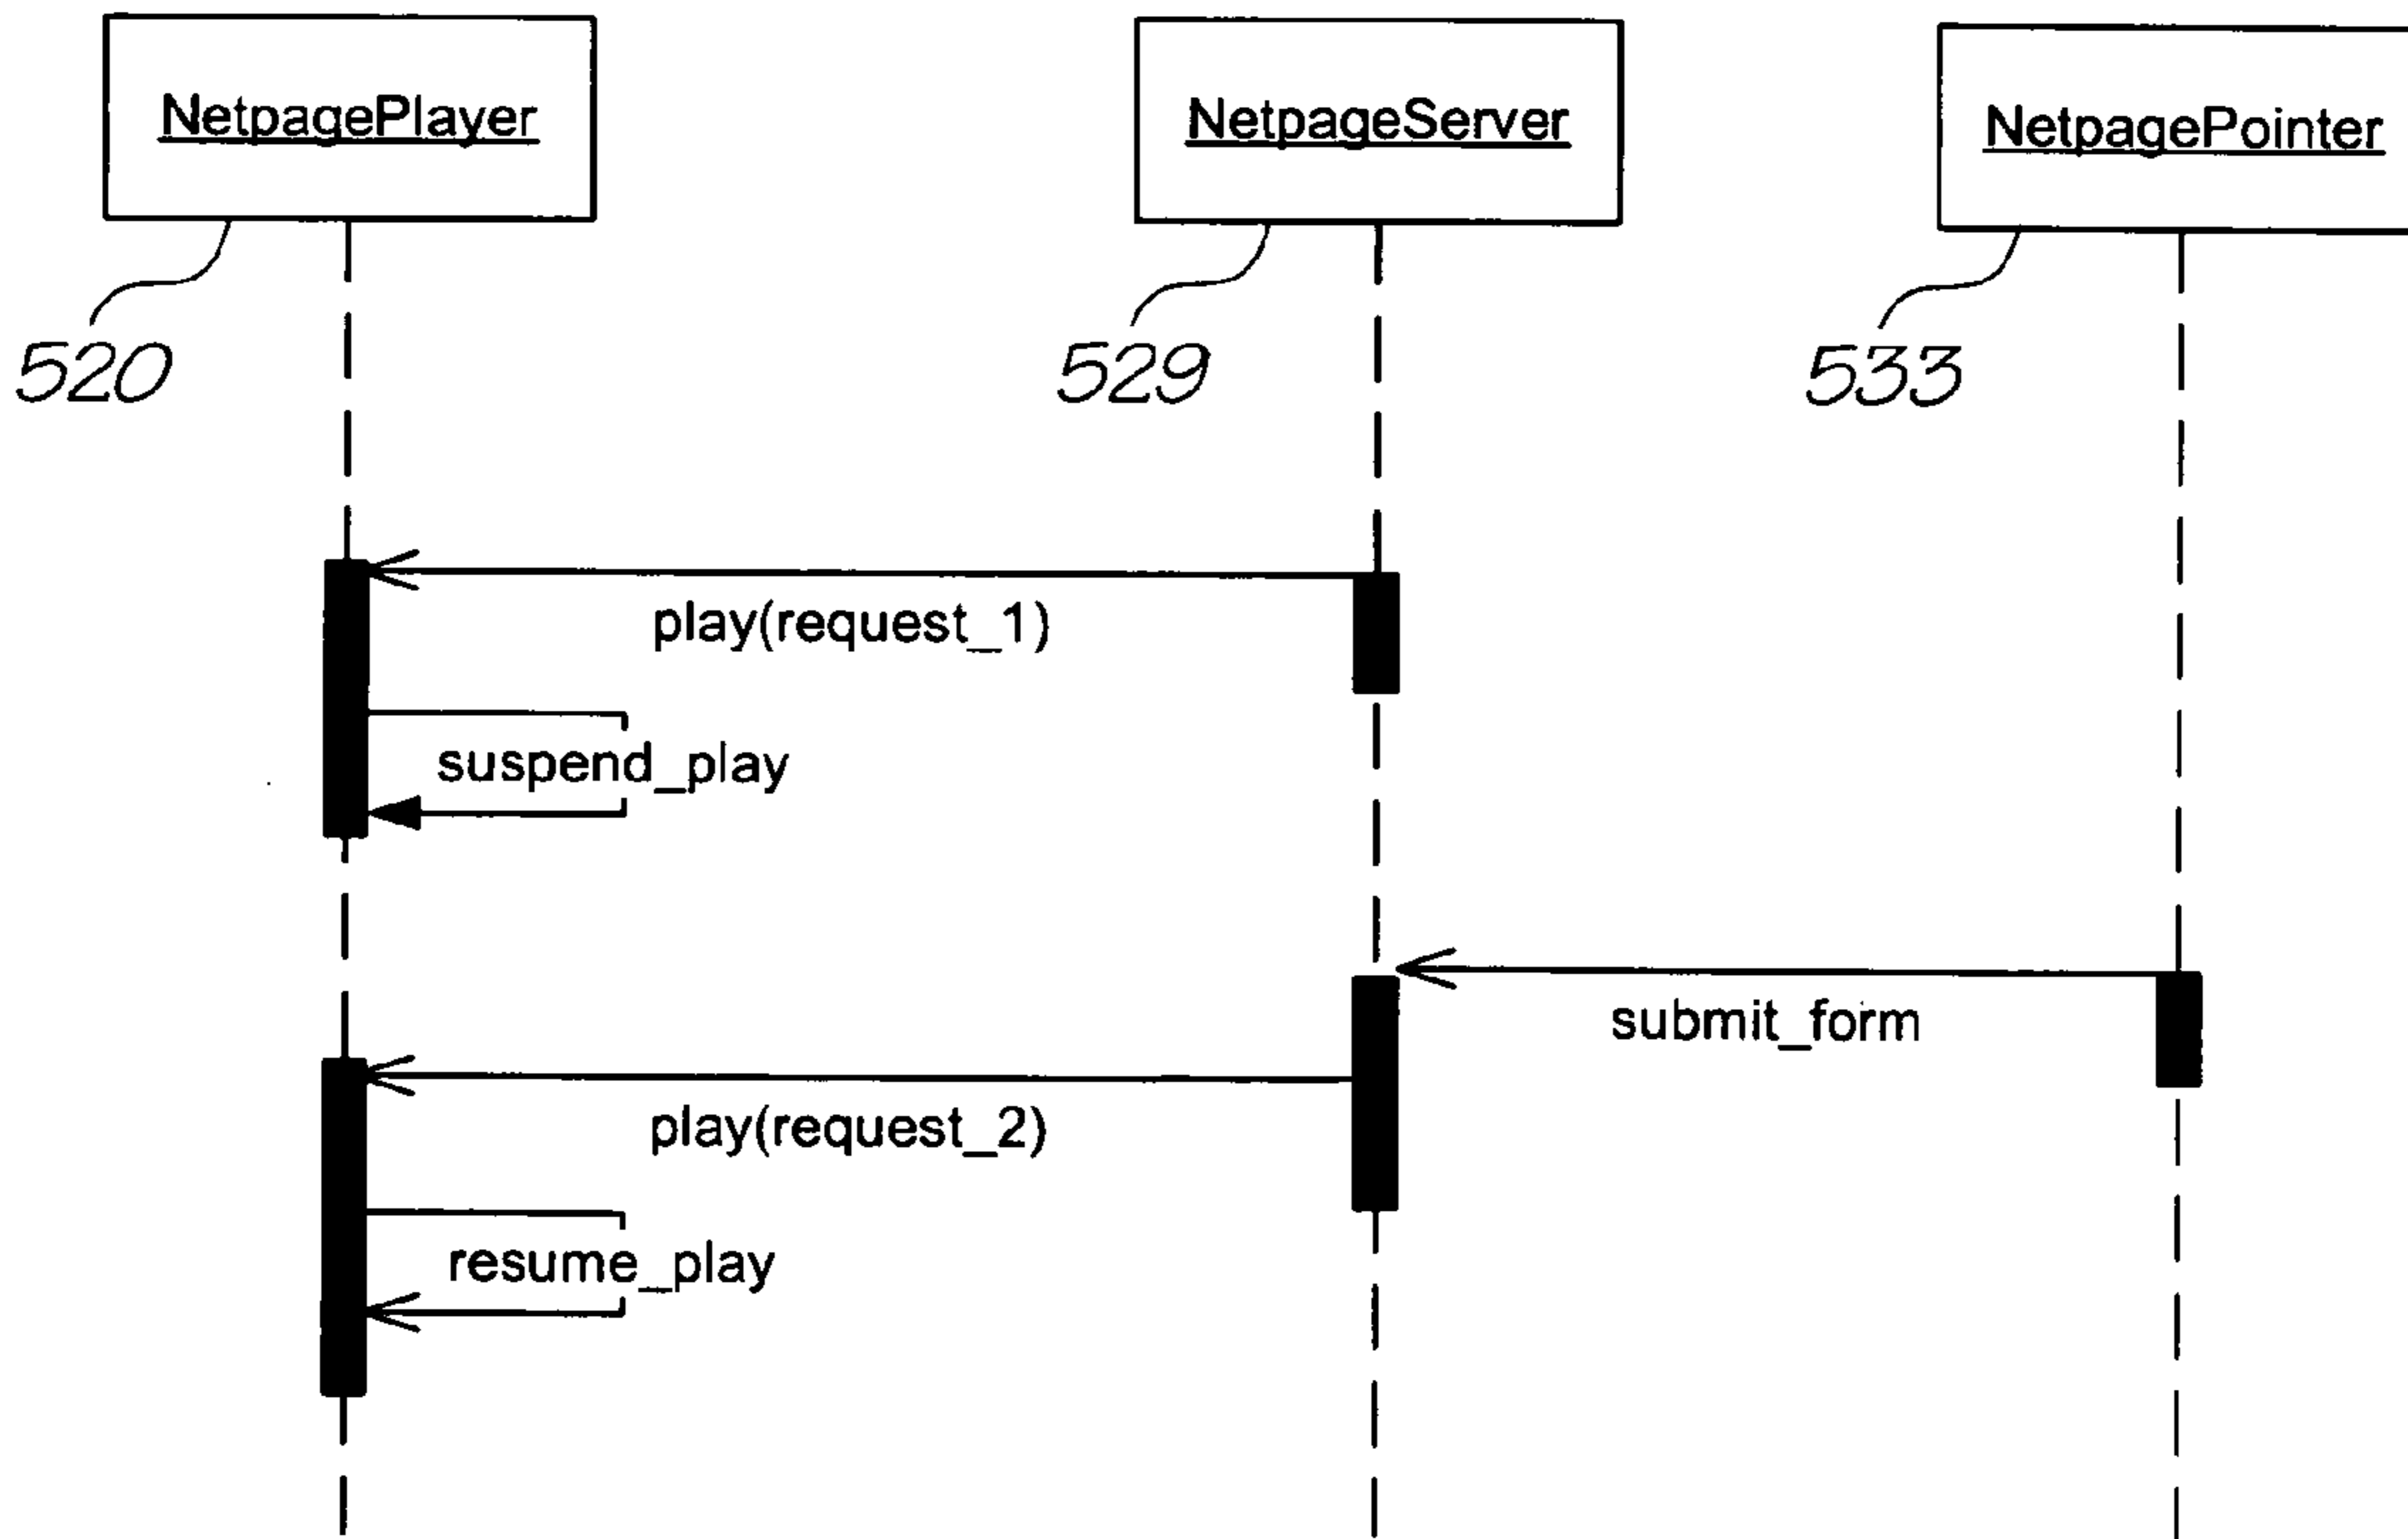 NetpagePlayer
NetpageServer
NetpagePointer
520
529
533
play(request_1)
suspend_play
submit_form
play(request_2)
resume_play